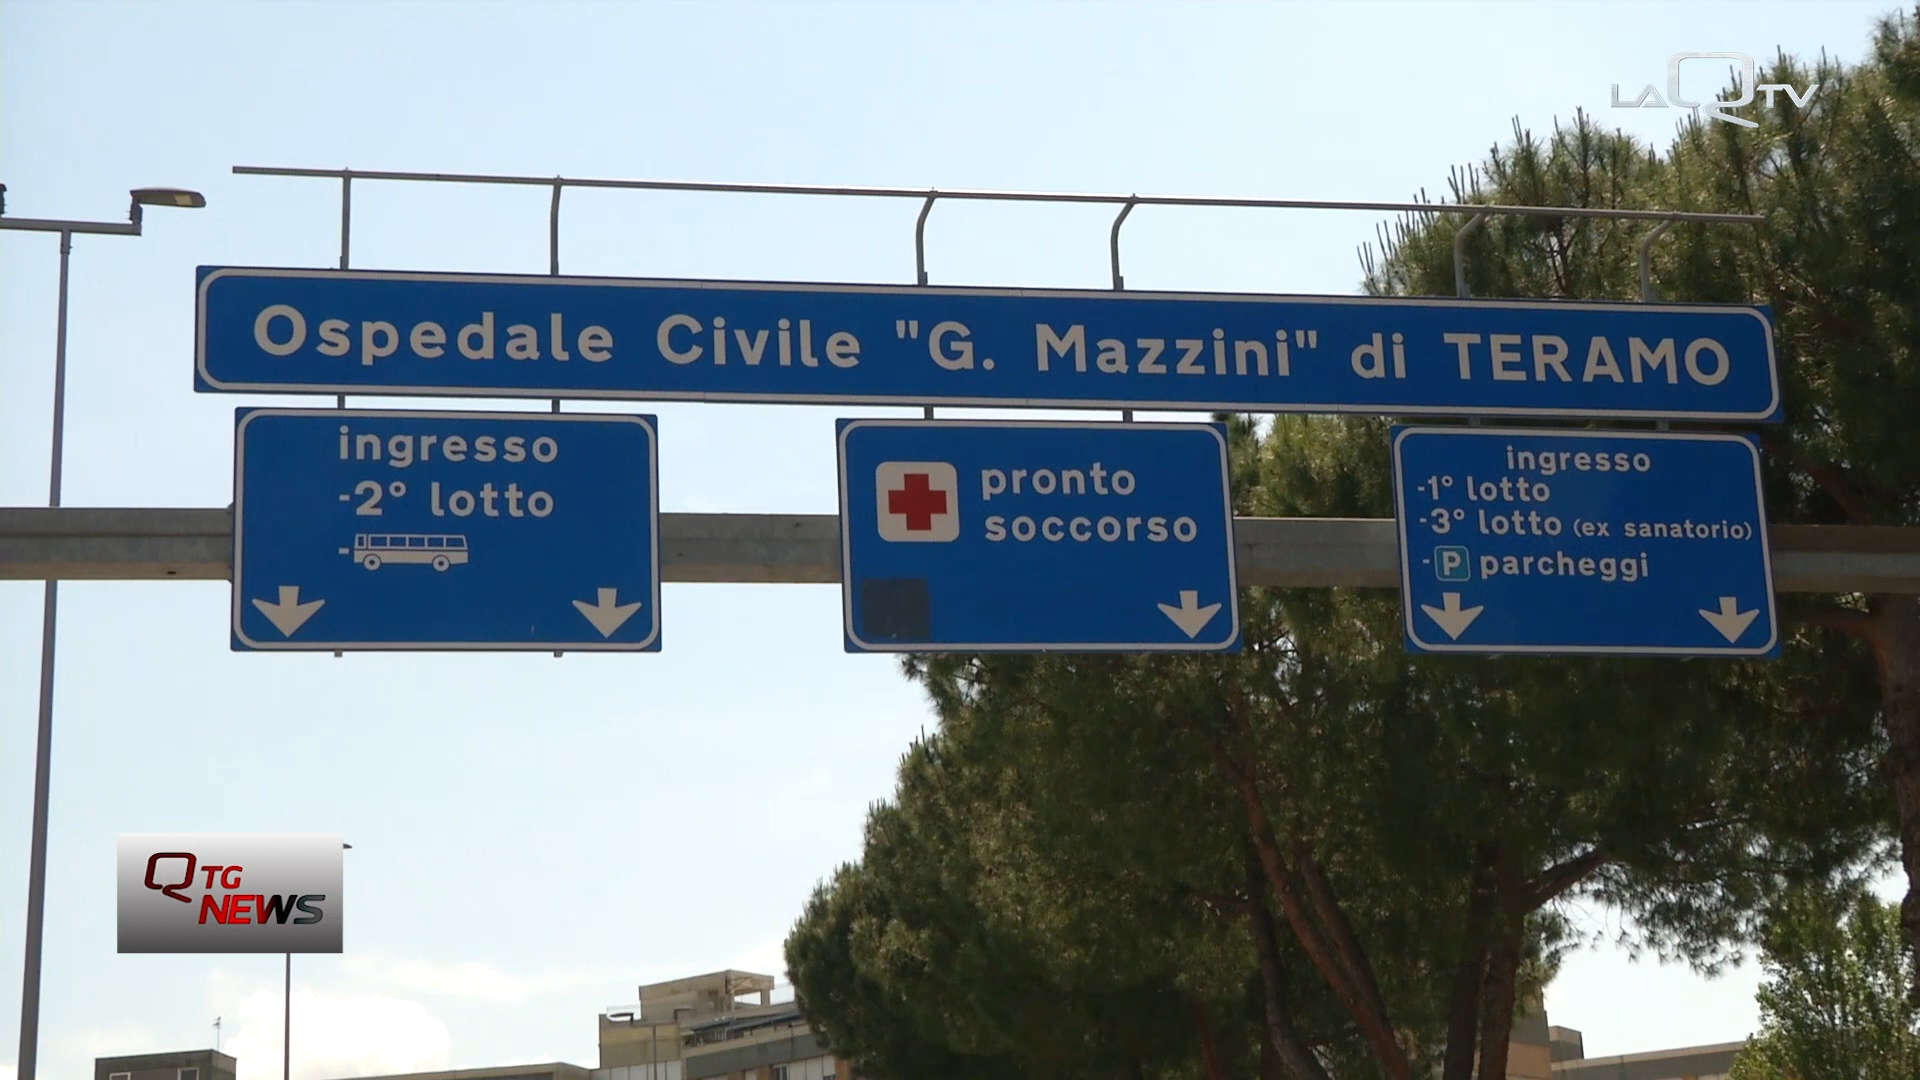 LAQTV
Ospedale Civile "G. Mazzini" di TERAMO
ingresso
-2° lotto
-
pronto
soccorso
ingresso
-1° lotto
-3° lotto (ex sanatorio)
-P parcheggi
Q TG
NEWS